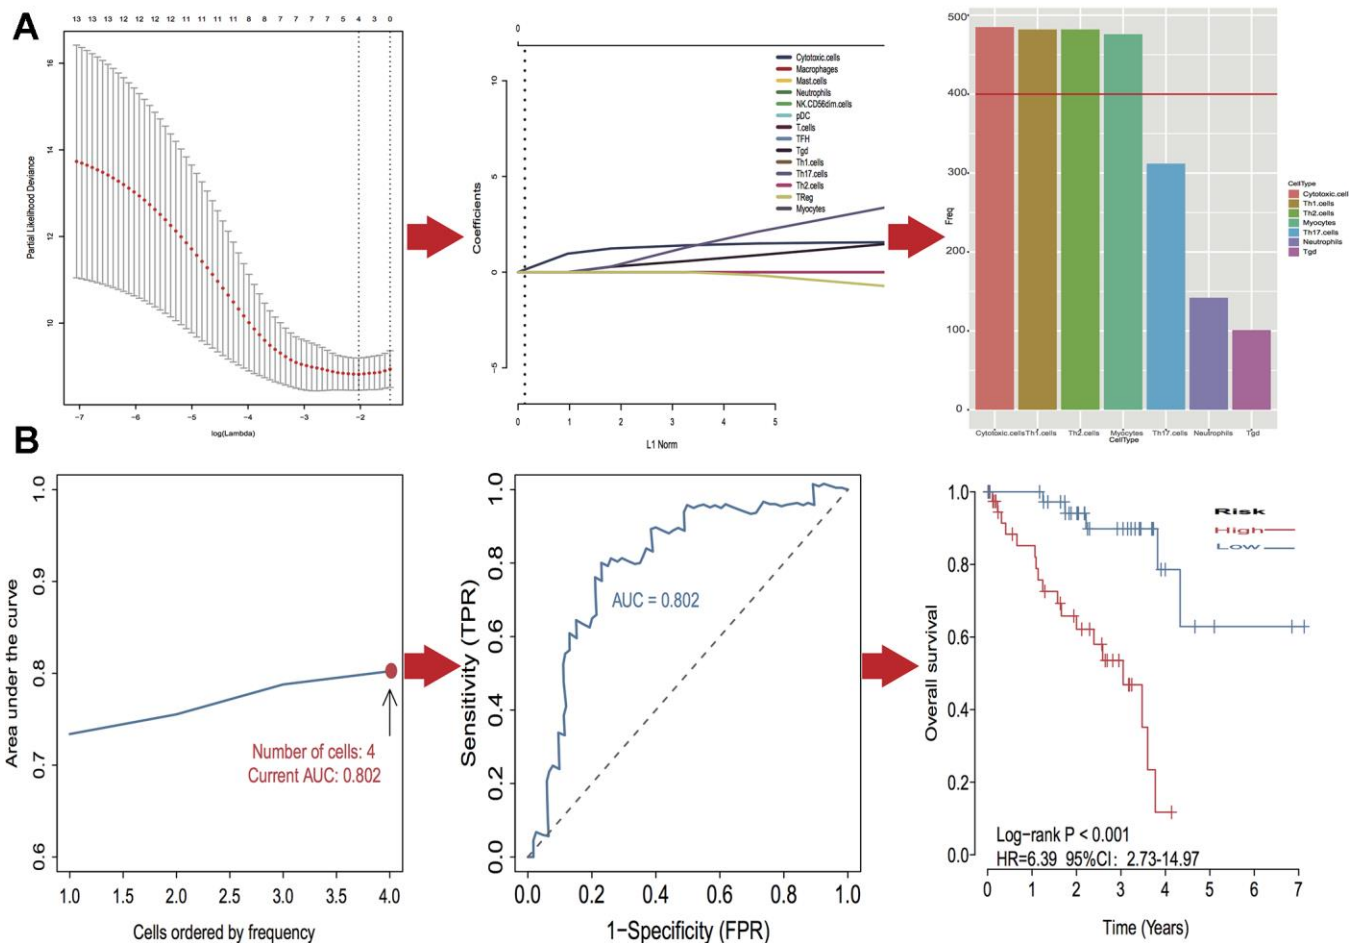 A
13 13 13 12 12 12 12 11 11 11 11 8 8 7 7 7 5 4 3 0
Partial Likelihood Deviance
16
14
12
10
−7 −6 −5 −4 −3 −2
log(Lambda)
0
Coefficients
10
5
0
−5
0 1 2 3 4 5
L1 Norm
Cytotoxic.cells
Macrophages
Mast.cells
Neutrophils
NK.CD56dim.cells
pDC
T.cells
TFH
Tgd
Th1.cells
Th17.cells
Th2.cells
TReg
Myocytes
Freq
500
400
300
200
100
0
Cytotoxic.cells Th1.cells Th2.cells Myocytes Th17.cells Neutrophils Tgd
CellType
CellType
Cytotoxic.cell
Th1.cells
Th2.cells
Myocytes
Th17.cells
Neutrophils
Tgd
B
Area under the curve
1.0
0.9
0.8
0.7
0.6
Number of cells: 4
Current AUC: 0.802
1.0 1.5 2.0 2.5 3.0 3.5 4.0
Cells ordered by frequency
Sensitivity (TPR)
1.0
0.8
0.6
0.4
0.2
0.0
AUC = 0.802
0.0 0.2 0.4 0.6 0.8 1.0
1−Specificity (FPR)
Overall survival
1.0
0.8
0.6
0.4
0.2
0.0
Risk
High
Low
Log−rank P < 0.001
HR=6.39 95%CI: 2.73-14.97
0 1 2 3 4 5 6 7
Time (Years)